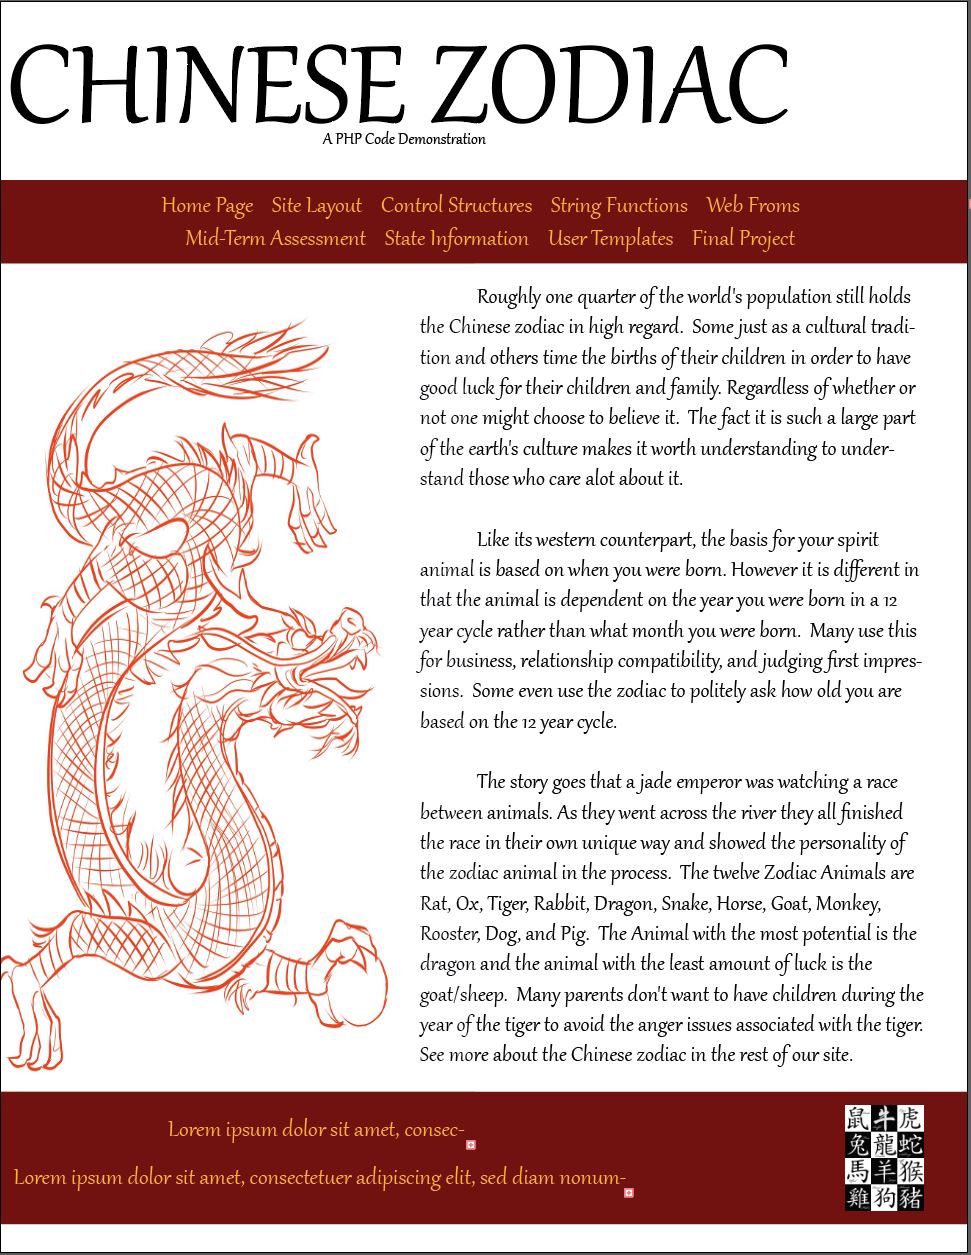 CHINESE ZODIAC
A PHP Code Demonstration
Home Page Site Layout Control Structures String Functions Web Froms
Mid-Term Assessment State Information User Templates Final Project
Roughly one quarter of the world's population still holds
the Chinese zodiac in high regard. Some just as a cultural tradi-
tion and others time the births of their children in order to have
good luck for their children and family. Regardless of whether or
not one might choose to believe it. The fact it is such a large part
of the earth's culture makes it worth understanding to under-
stand those who care alot about it.
Like its western counterpart, the basis for your spirit
animal is based on when you were born. However it is different in
that the animal is dependent on the year you were born in a 12
year cycle rather than what month you were born. Many use this
for business, relationship compatibility, and judging first impres-
sions. Some even use the zodiac to politely ask how old you are
based on the 12 year cycle.
The story goes that a jade emperor was watching a race
between animals. As they went across the river they all finished
the race in their own unique way and showed the personality of
the zodiac animal in the process. The twelve Zodiac Animals are
Rat, Ox, Tiger, Rabbit, Dragon, Snake, Horse, Goat, Monkey,
Rooster, Dog, and Pig. The Animal with the most potential is the
dragon and the animal with the least amount of luck is the
goat/sheep. Many parents don't want to have children during the
year of the tiger to avoid the anger issues associated with the tiger.
See more about the Chinese zodiac in the rest of our site.
Lorem ipsum dolor sit amet, consec-
Lorem ipsum dolor sit amet, consectetuer adipiscing elit, sed diam nonum-
鼠牛虎
兔龍蛇
馬羊猴
雞狗豬